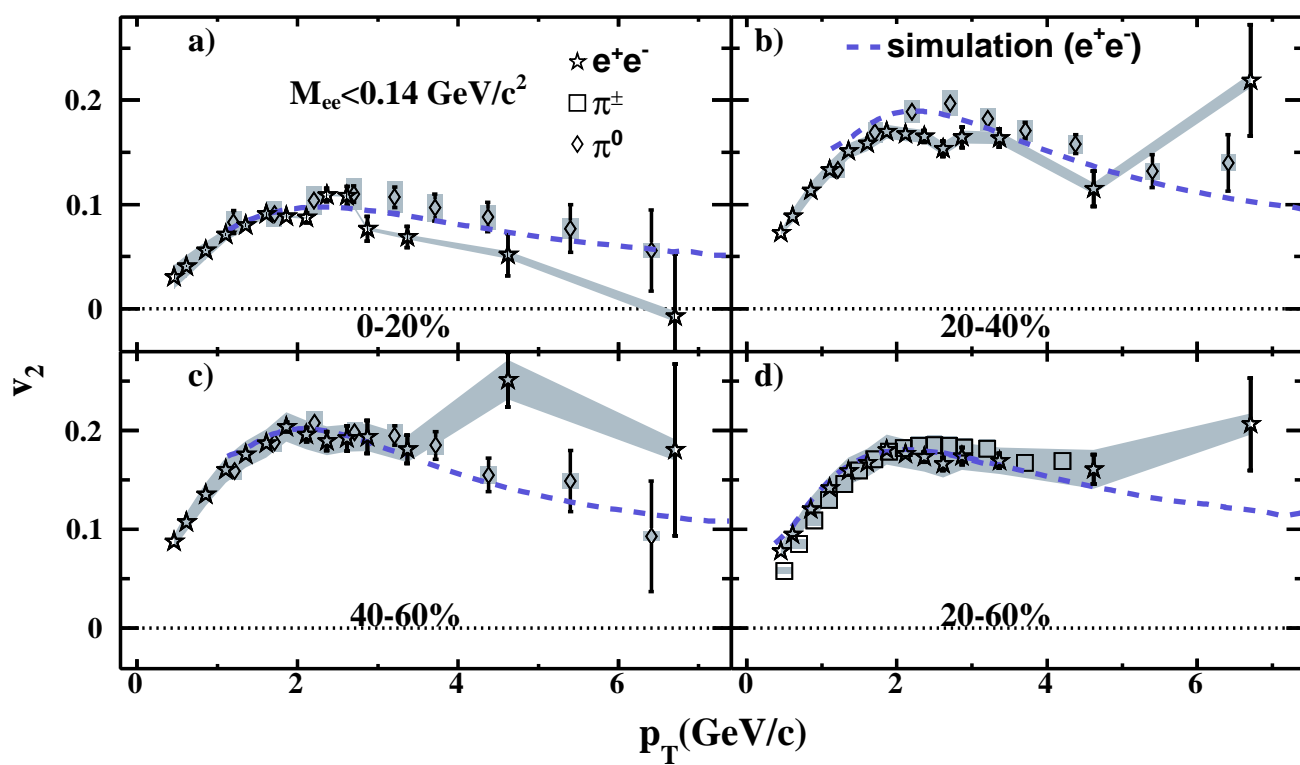 a)
e⁺e⁻
M_ee<0.14 GeV/c²
π±
π⁰
0-20%
b)
simulation (e⁺e⁻)
20-40%
c)
40-60%
d)
20-60%
0.2
0.1
0
0.2
0.1
0
v₂
0 2 4 6
0 2 4 6
p_T(GeV/c)